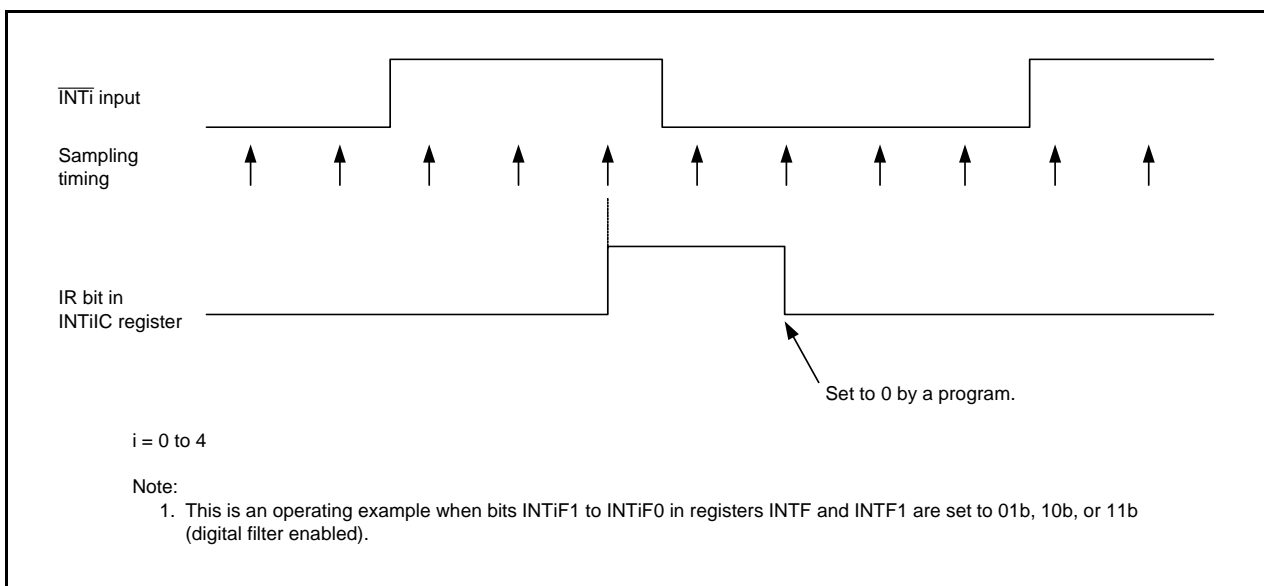 INTi input
Sampling
timing
IR bit in
INTiIC register
Set to 0 by a program.
i = 0 to 4
Note:
1. This is an operating example when bits INTiF1 to INTiF0 in registers INTF and INTF1 are set to 01b, 10b, or 11b
(digital filter enabled).